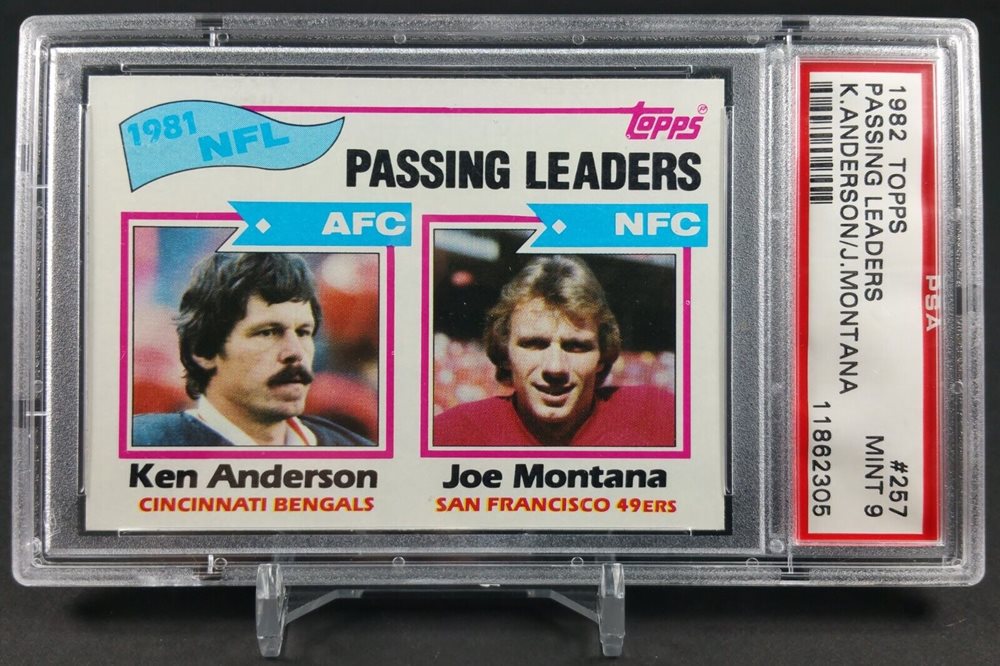 1981 NFL
topps®
PASSING LEADERS
AFC
NFC
Ken Anderson
CINCINNATI BENGALS
Joe Montana
SAN FRANCISCO 49ERS
PSA
1982 TOPPS #257
PASSING LEADERS MINT 9
K.ANDERSON/J.MONTANA
11862305